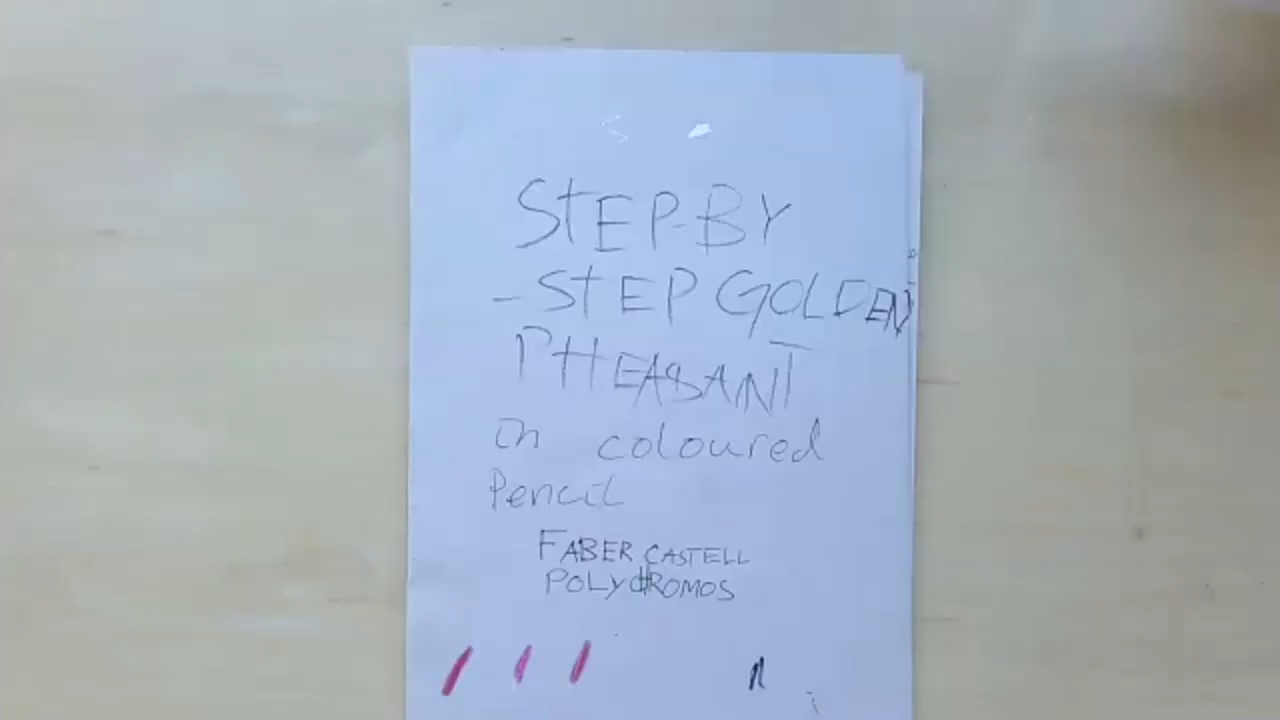 STEP-BY
-STEP GOLDEN
PHEASANT
in coloured
Pencil
FABER CASTELL
POLYCHROMOS